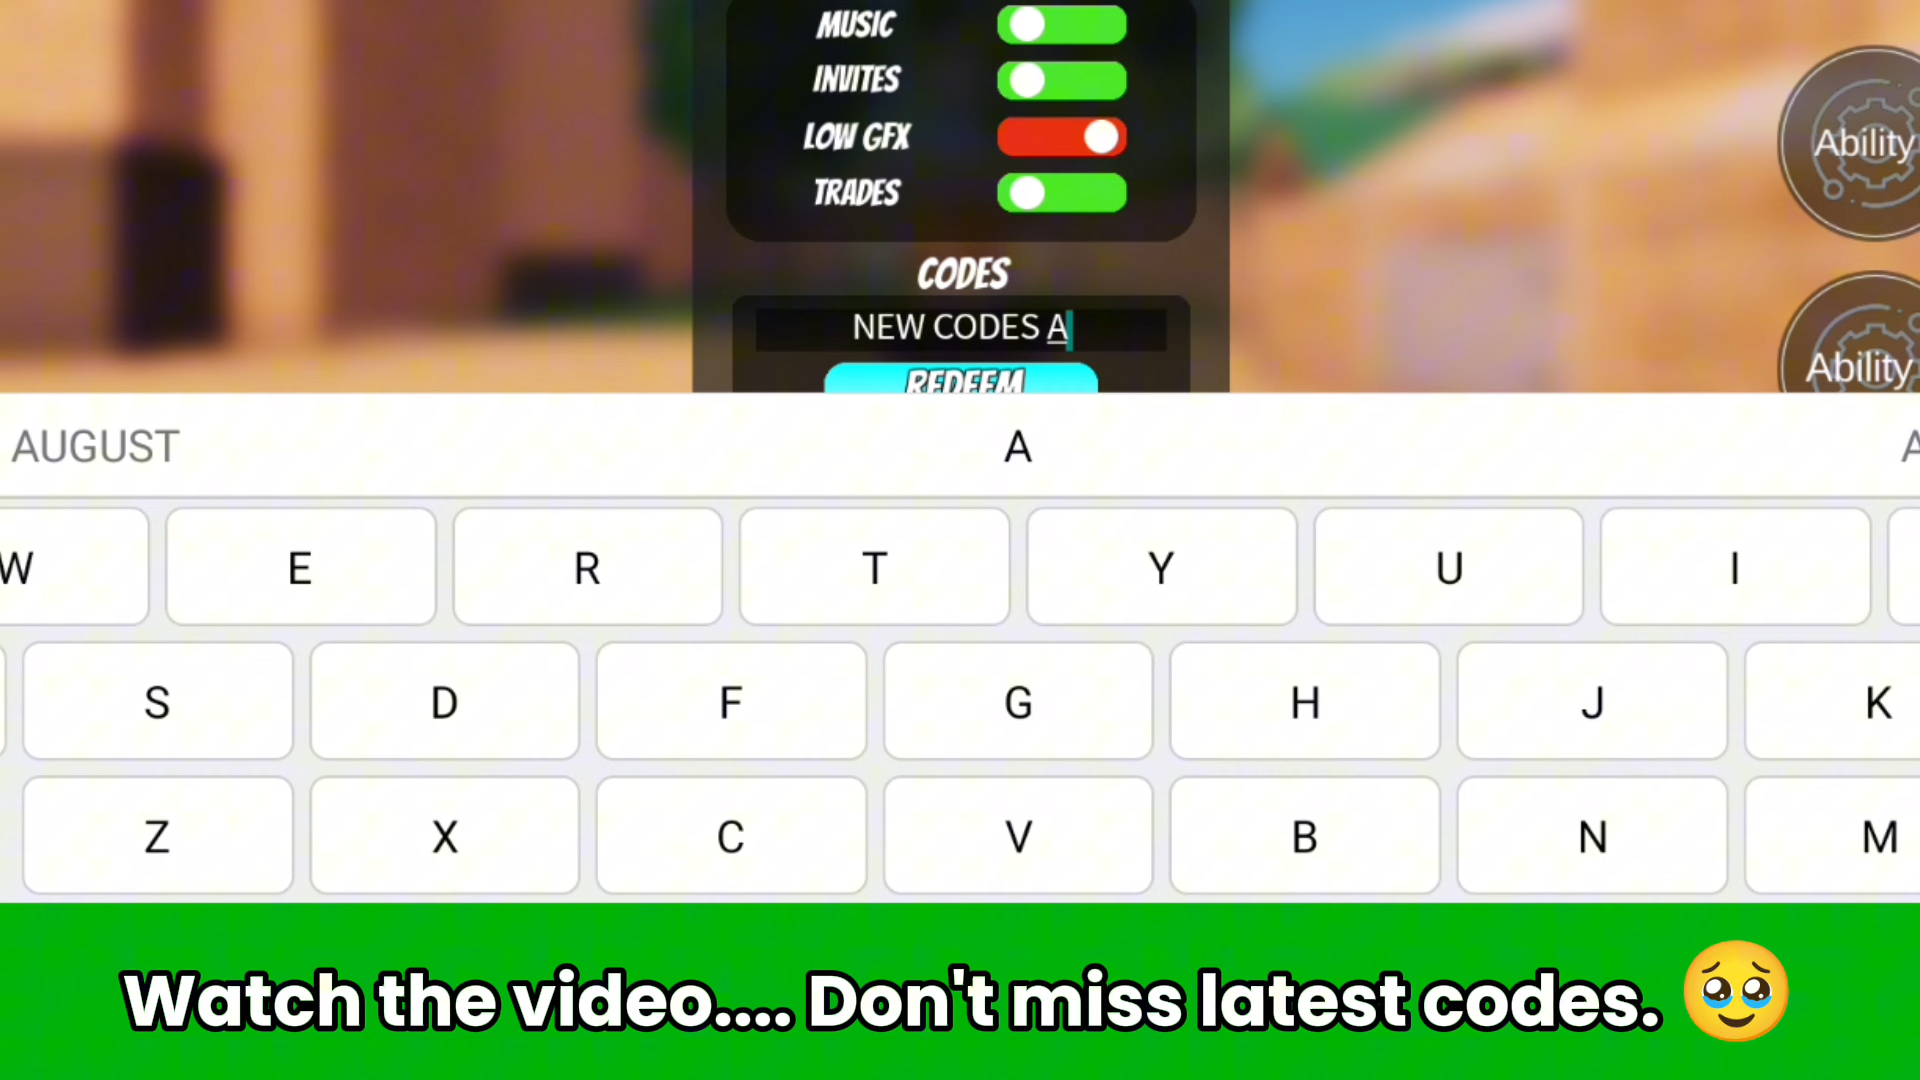 MUSIC
INVITES
LOW GFX
TRADES
CODES
NEW CODES A
REDEEM
Ability
Ability
AUGUST A A
W E R T Y U I
S D F G H J K
Z X C V B N M
Watch the video.... Don't miss latest codes. 🥹